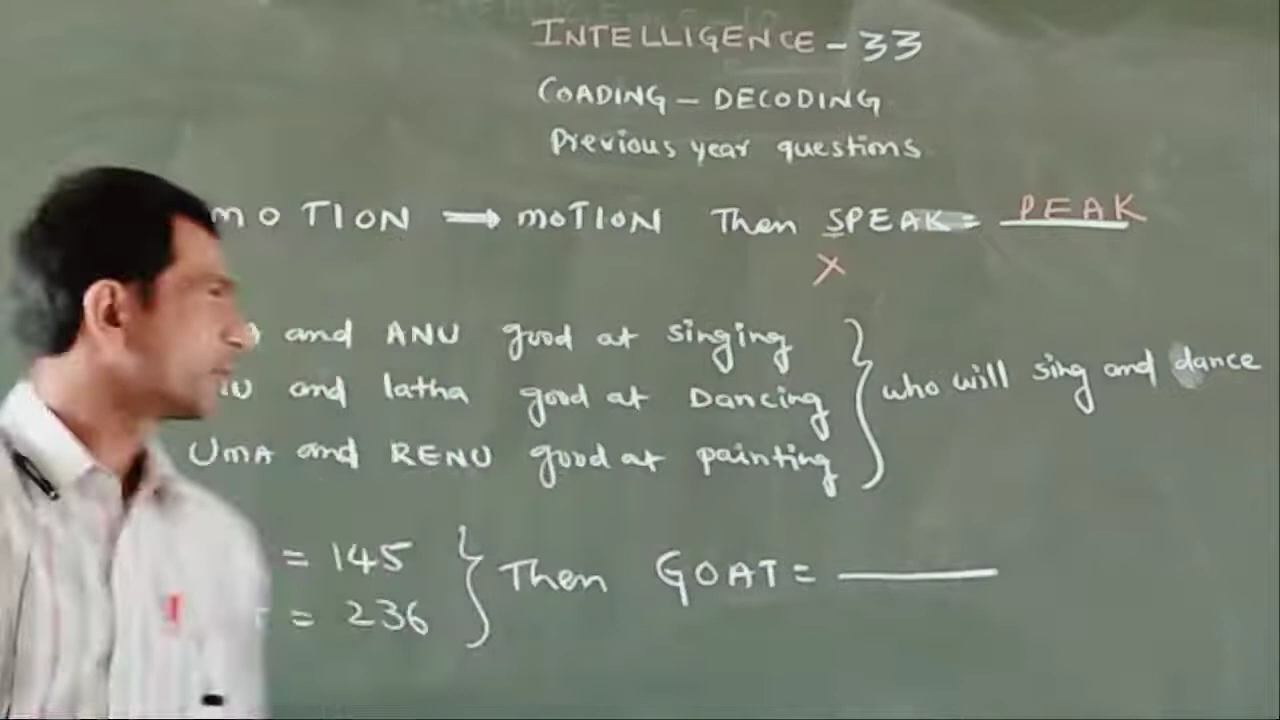 INTELLIGENCE - 33
COADING - DECODING
Previous year questions
MOTION → MOTION Then SPEAK = PEAK
X
and ANU good at singing
and latha good at Dancing
UMA and RENU good at painting
who will sing and dance
= 145
= 236
Then GOAT =